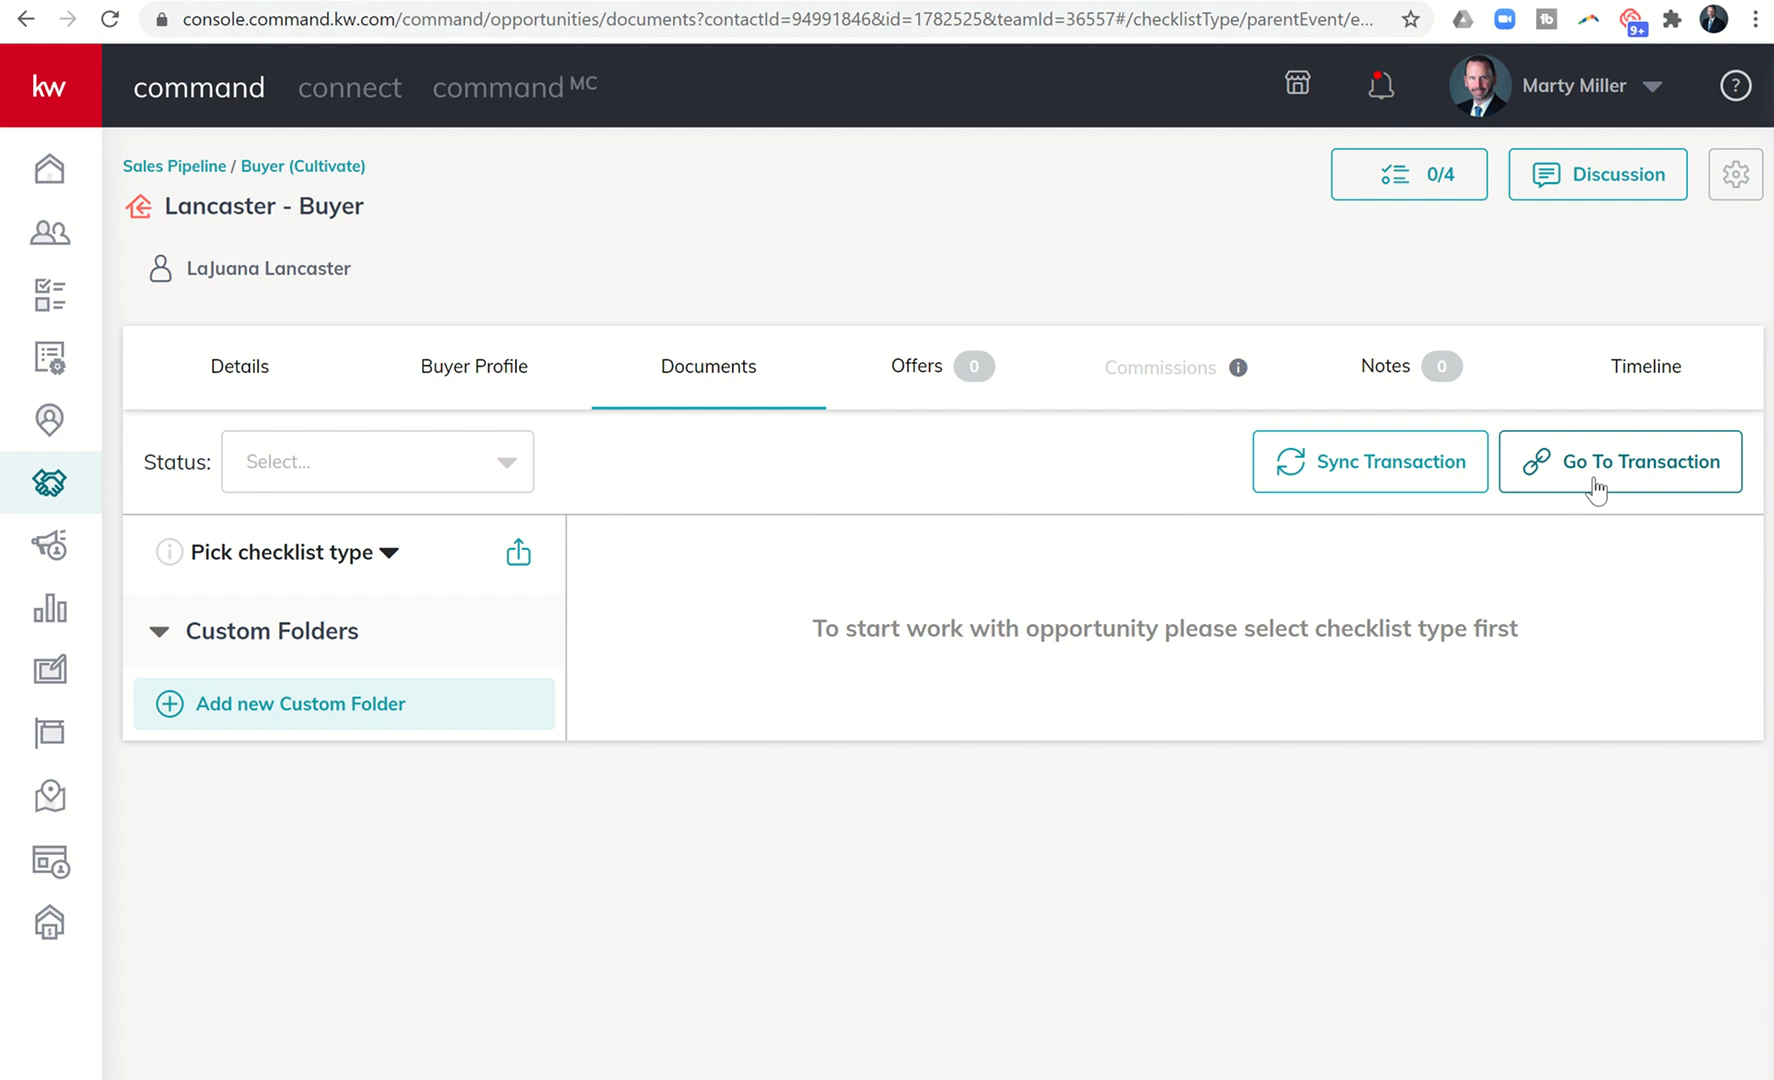 console.command.kw.com/command/opportunities/documents?contactId=94991846&id=1782525&teamId=36557#/checklistType/parentEvent/e...
tb
9+
kw
command
connect
command MC
Marty Miller
?
Sales Pipeline / Buyer (Cultivate)
0/4
Discussion
Lancaster - Buyer
LaJuana Lancaster
Details
Buyer Profile
Documents
Offers 0
Commissions i
Notes 0
Timeline
Status:
Select...
Sync Transaction
Go To Transaction
i Pick checklist type
Custom Folders
Add new Custom Folder
To start work with opportunity please select checklist type first